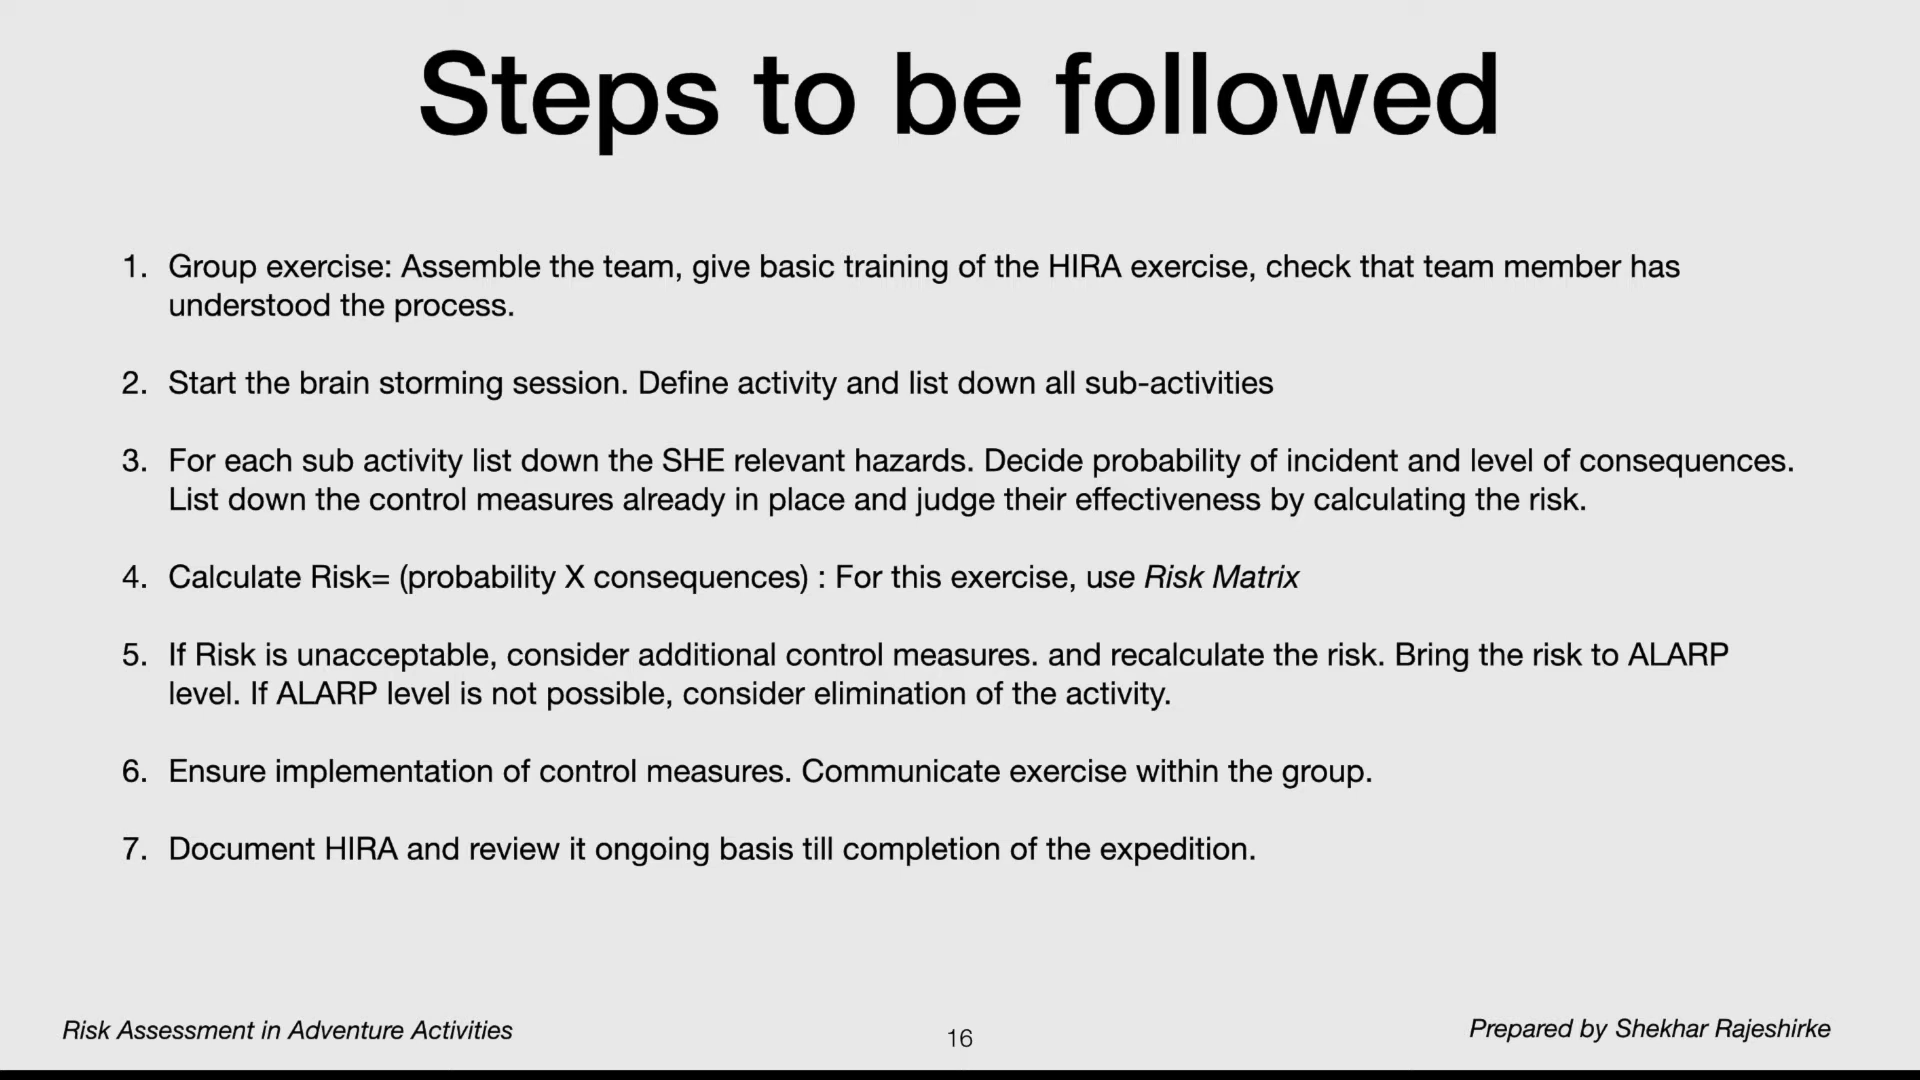 Steps to be followed
1. Group exercise: Assemble the team, give basic training of the HIRA exercise, check that team member has
understood the process.
2. Start the brain storming session. Define activity and list down all sub-activities
3. For each sub activity list down the SHE relevant hazards. Decide probability of incident and level of consequences.
List down the control measures already in place and judge their effectiveness by calculating the risk.
4. Calculate Risk= (probability X consequences) : For this exercise, use Risk Matrix
5. If Risk is unacceptable, consider additional control measures. and recalculate the risk. Bring the risk to ALARP
level. If ALARP level is not possible, consider elimination of the activity.
6. Ensure implementation of control measures. Communicate exercise within the group.
7. Document HIRA and review it ongoing basis till completion of the expedition.
Risk Assessment in Adventure Activities
16
Prepared by Shekhar Rajeshirke